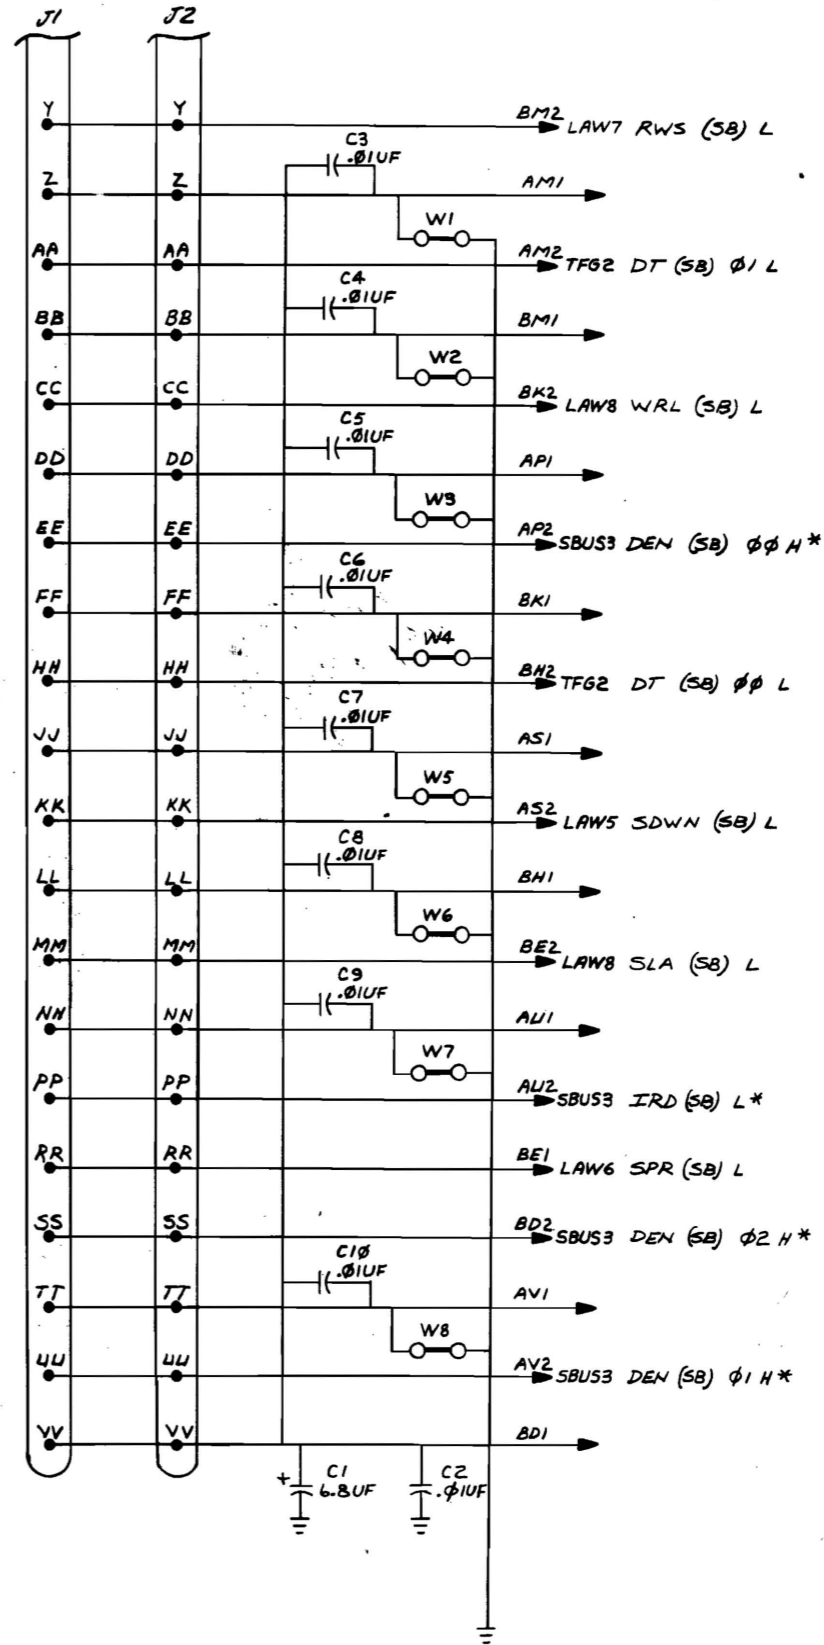 J1 J2
Y Y BM2 LAW7 RWS (SB) L
C3
.Ø1UF
Z Z AM1
W1
AA AA AM2 TFG2 DT (SB) Ø1 L
C4
.Ø1UF
BB BB BM1
W2
CC CC BK2 LAW8 WRL (SB) L
C5
.Ø1UF
DD DD AP1
W3
EE EE AP2 SBUS3 DEN (SB) ØØ H*
C6
.Ø1UF
FF FF BK1
W4
HH HH BH2 TFG2 DT (SB) ØØ L
C7
.Ø1UF
JJ JJ AS1
W5
KK KK AS2 LAW5 SDWN (SB) L
C8
.Ø1UF
LL LL BH1
W6
MM MM BE2 LAW8 SLA (SB) L
C9
.Ø1UF
NN NN AU1
W7
PP PP AU2 SBUS3 IRD (SB) L*
RR RR BE1 LAW6 SPR (SB) L
SS SS BD2 SBUS3 DEN (SB) Ø2 H*
C1Ø
.Ø1UF
TT TT AV1
W8
UU UU AV2 SBUS3 DEN (SB) Ø1 H*
VV VV BD1
+ C1 C2
6.8UF .Ø1UF